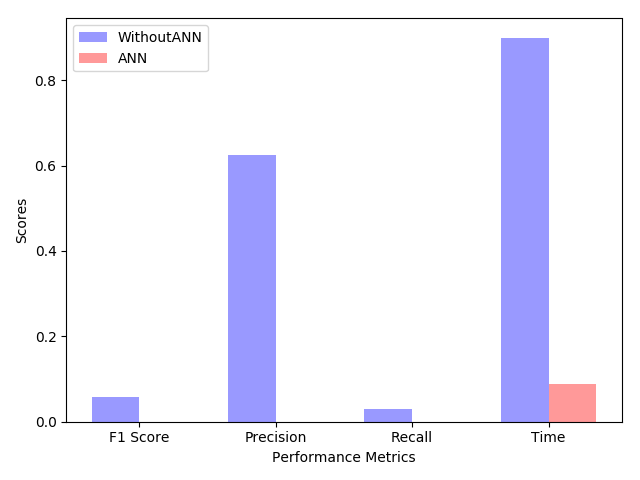 WithoutANN
ANN
Scores
0.8
0.6
0.4
0.2
0.0
F1 Score
Precision
Recall
Time
Performance Metrics